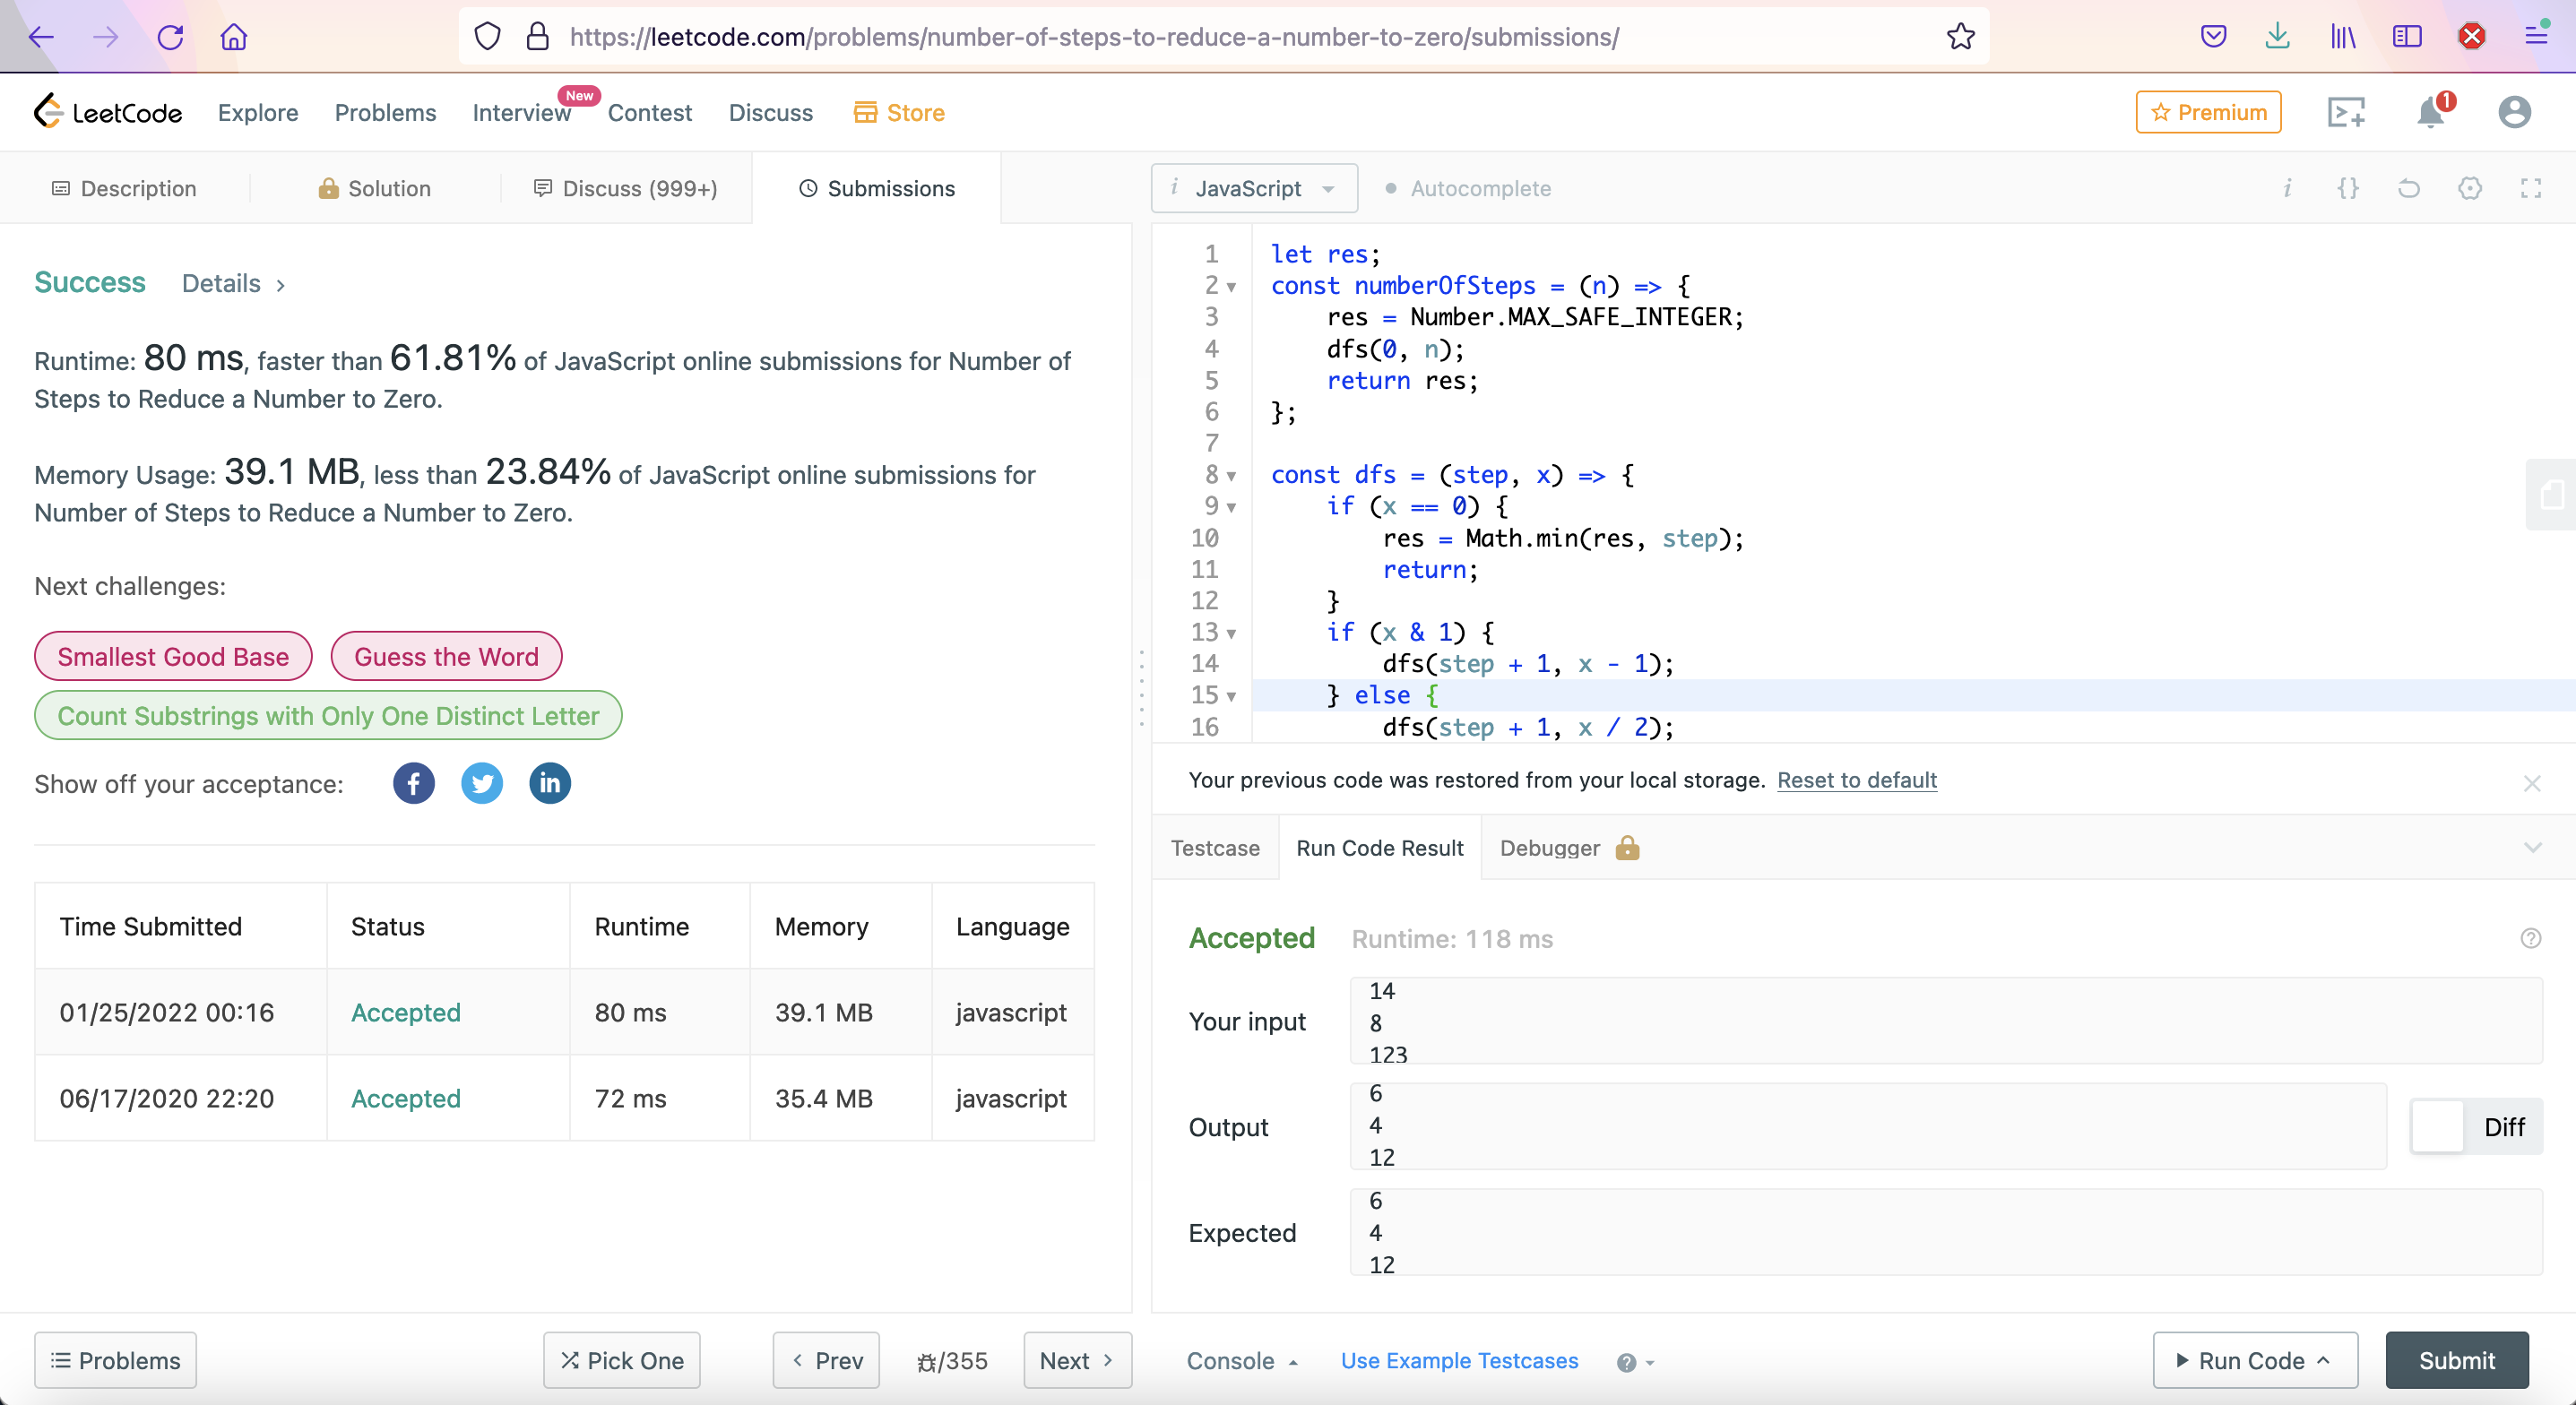 https://leetcode.com/problems/number-of-steps-to-reduce-a-number-to-zero/submissions/
LeetCode Explore Problems Interview New Contest Discuss Store Premium 1
Description Solution Discuss (999+) Submissions
i JavaScript Autocomplete i {}
Success Details >
Runtime: 80 ms, faster than 61.81% of JavaScript online submissions for Number of
Steps to Reduce a Number to Zero.
Memory Usage: 39.1 MB, less than 23.84% of JavaScript online submissions for
Number of Steps to Reduce a Number to Zero.
Next challenges:
Smallest Good Base Guess the Word
Count Substrings with Only One Distinct Letter
Show off your acceptance: f in
Time Submitted Status Runtime Memory Language
01/25/2022 00:16 Accepted 80 ms 39.1 MB javascript
06/17/2020 22:20 Accepted 72 ms 35.4 MB javascript
1 let res;
2 const numberOfSteps = (n) => {
3 res = Number.MAX_SAFE_INTEGER;
4 dfs(0, n);
5 return res;
6 };
7
8 const dfs = (step, x) => {
9 if (x == 0) {
10 res = Math.min(res, step);
11 return;
12 }
13 if (x & 1) {
14 dfs(step + 1, x - 1);
15 } else {
16 dfs(step + 1, x / 2);
Your previous code was restored from your local storage. Reset to default
Testcase Run Code Result Debugger
Accepted Runtime: 118 ms
Your input
14
8
123
Output
6
4
12
Diff
Expected
6
4
12
Problems Pick One < Prev /355 Next >
Console Use Example Testcases Run Code Submit